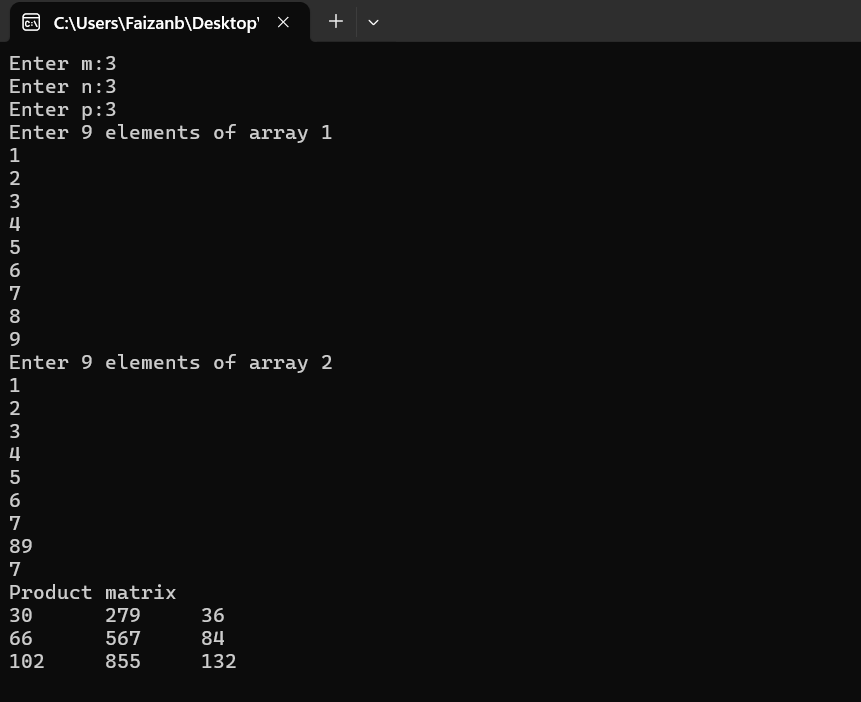 C:\Users\Faizanb\Desktop\
Enter m:3
Enter n:3
Enter p:3
Enter 9 elements of array 1
1
2
3
4
5
6
7
8
9
Enter 9 elements of array 2
1
2
3
4
5
6
7
89
7
Product matrix
30 279 36
66 567 84
102 855 132